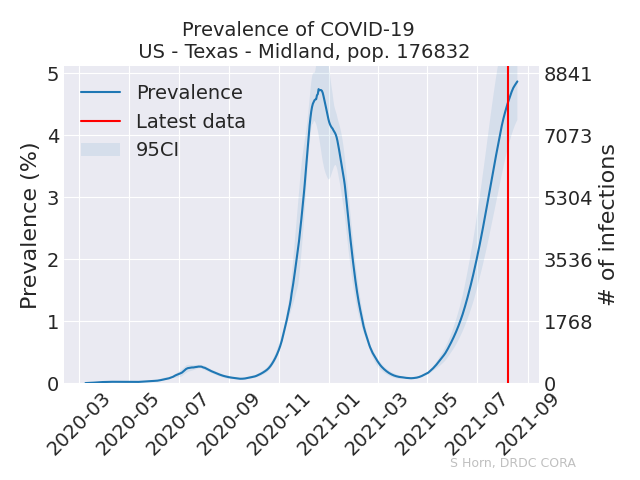 Prevalence of COVID-19
US - Texas - Midland, pop. 176832
Prevalence
Latest data
95CI
Prevalence (%)
5
4
3
2
1
0
8841
7073
5304
3536
1768
0
# of infections
2020-03
2020-05
2020-07
2020-09
2020-11
2021-01
2021-03
2021-05
2021-07
2021-09
S Horn, DRDC CORA